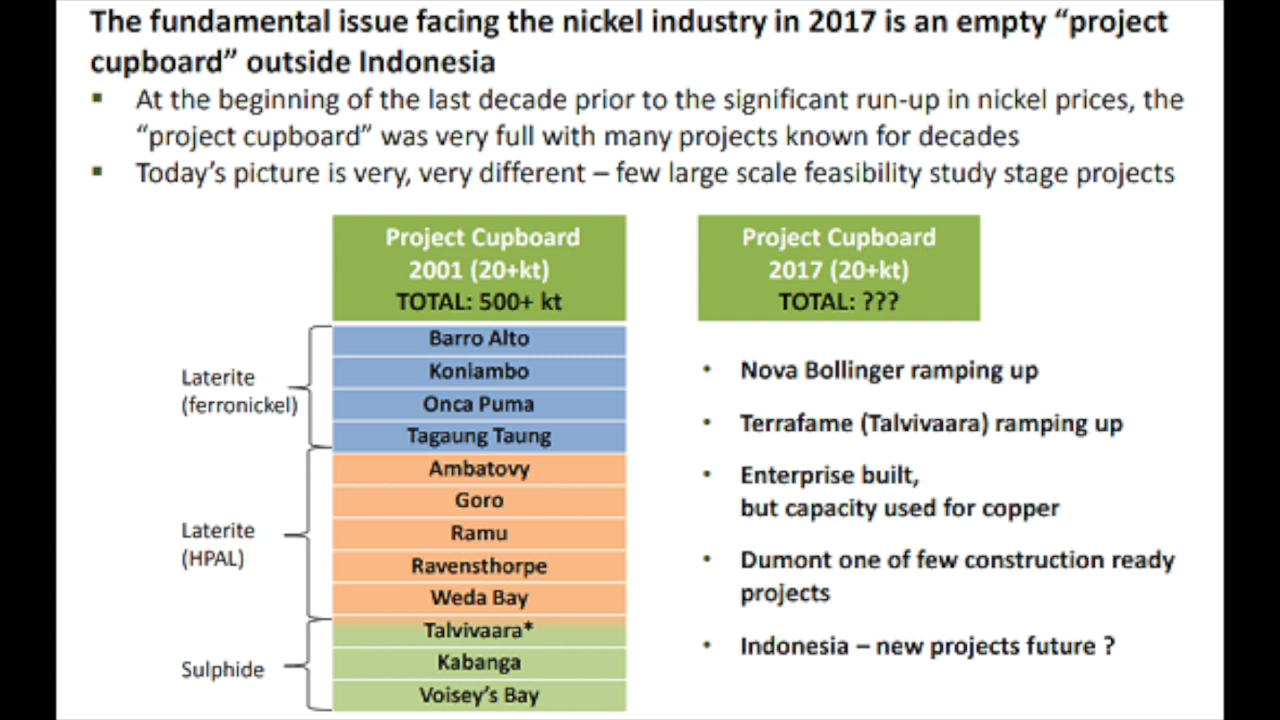 The fundamental issue facing the nickel industry in 2017 is an empty “project
cupboard” outside Indonesia
▪ At the beginning of the last decade prior to the significant run-up in nickel prices, the
“project cupboard” was very full with many projects known for decades
▪ Today’s picture is very, very different – few large scale feasibility study stage projects
Project Cupboard
2001 (20+kt)
TOTAL: 500+ kt
Laterite
(ferronickel)
Barro Alto
Koniambo
Onca Puma
Tagaung Taung
Laterite
(HPAL)
Ambatovy
Goro
Ramu
Ravensthorpe
Weda Bay
Sulphide
Talvivaara*
Kabanga
Voisey’s Bay
Project Cupboard
2017 (20+kt)
TOTAL: ???
• Nova Bollinger ramping up
• Terrafame (Talvivaara) ramping up
• Enterprise built,
but capacity used for copper
• Dumont one of few construction ready
projects
• Indonesia – new projects future ?